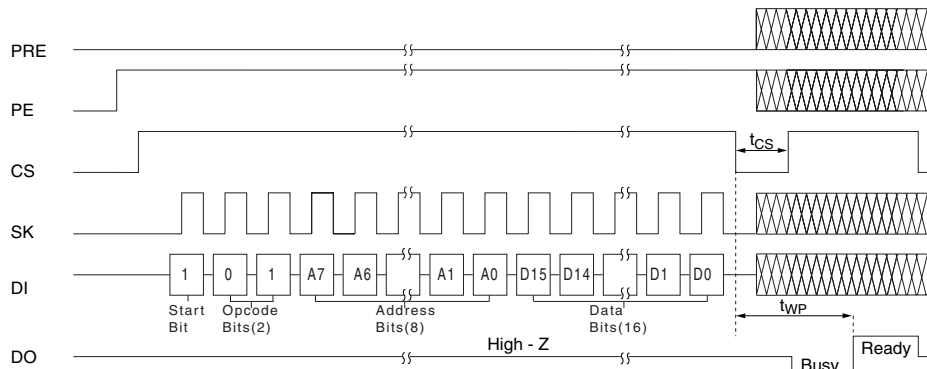 PRE
PE
CS
tCS
SK
DI
1 0 1 A7 A6 A1 A0 D15 D14 D1 D0
Start Bit
Opcode Bits(2)
Address Bits(8)
Data Bits(16)
tWP
DO
High - Z
Busy
Ready